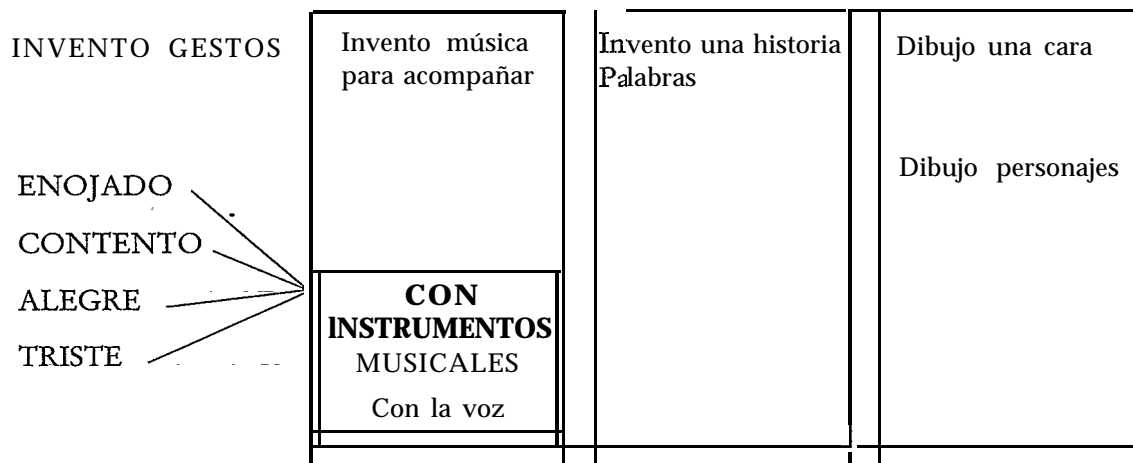 INVENTO GESTOS
ENOJADO
CONTENTO
ALEGRE
TRISTE
Invento música
para acompañar
CON
INSTRUMENTOS
MUSICALES
Con la voz
Invento una historia
Palabras
Dibujo una cara
Dibujo personajes